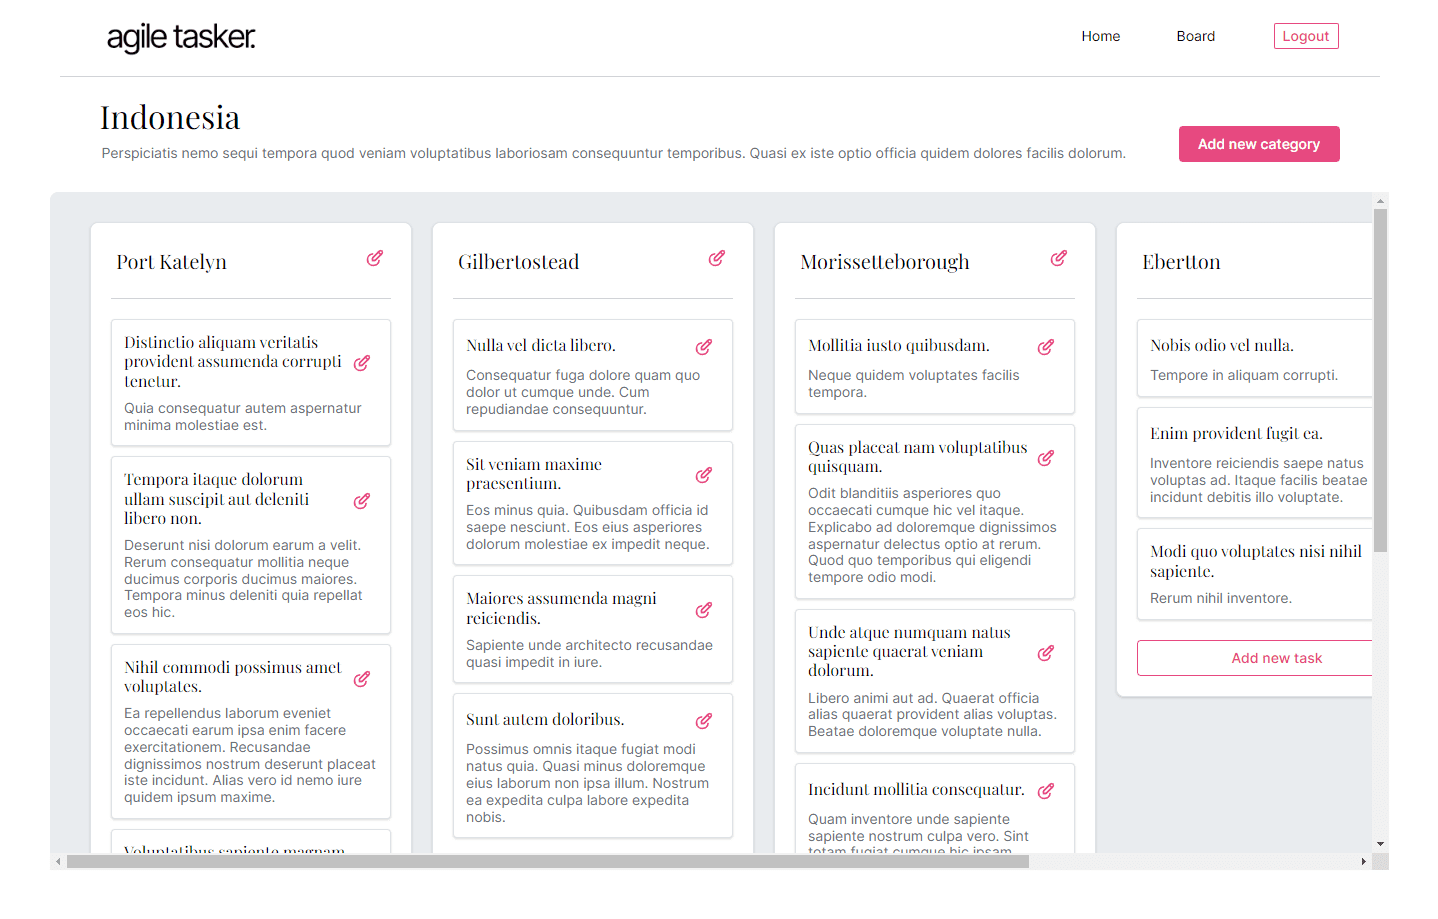 agile tasker.
Home
Board
Logout
Indonesia
Perspiciatis nemo sequi tempora quod veniam voluptatibus laboriosam consequuntur temporibus. Quasi ex iste optio officia quidem dolores facilis dolorum.
Add new category
Port Katelyn
Distinctio aliquam veritatis
provident assumenda corrupti
tenetur.
Quia consequatur autem aspernatur
minima molestiae est.
Tempora itaque dolorum
ullam suscipit aut deleniti
libero non.
Deserunt nisi dolorum earum a velit.
Rerum consequatur mollitia neque
ducimus corporis ducimus maiores.
Tempora minus deleniti quia repellat
eos hic.
Nihil commodi possimus amet
voluptates.
Ea repellendus laborum eveniet
occaecati earum ipsa enim facere
exercitationem. Recusandae
dignissimos nostrum deserunt placeat
iste incidunt. Alias vero id nemo iure
quidem ipsum maxime.
Voluptatibus sapiente magnam
Gilbertostead
Nulla vel dicta libero.
Consequatur fuga dolore quam quo
dolor ut cumque unde. Cum
repudiandae consequuntur.
Sit veniam maxime
praesentium.
Eos minus quia. Quibusdam officia id
saepe nesciunt. Eos eius asperiores
dolorum molestiae ex impedit neque.
Maiores assumenda magni
reiciendis.
Sapiente unde architecto recusandae
quasi impedit in iure.
Sunt autem doloribus.
Possimus omnis itaque fugiat modi
natus quia. Quasi minus doloremque
eius laborum non ipsa illum. Nostrum
ea expedita culpa labore expedita
nobis.
Morissetteborough
Mollitia iusto quibusdam.
Neque quidem voluptates facilis
tempora.
Quas placeat nam voluptatibus
quisquam.
Odit blanditiis asperiores quo
occaecati cumque hic vel itaque.
Explicabo ad doloremque dignissimos
aspernatur delectus optio at rerum.
Quod quo temporibus qui eligendi
tempore odio modi.
Unde atque numquam natus
sapiente quaerat veniam
dolorum.
Libero animi aut ad. Quaerat officia
alias quaerat provident alias voluptas.
Beatae doloremque voluptate nulla.
Incidunt mollitia consequatur.
Quam inventore unde sapiente
sapiente nostrum culpa vero. Sint
totam fugiat cumque hic ipsam
Ebertton
Nobis odio vel nulla.
Tempore in aliquam corrupti.
Enim provident fugit ea.
Inventore reiciendis saepe natus
voluptas ad. Itaque facilis beatae
incidunt debitis illo voluptate.
Modi quo voluptates nisi nihil
sapiente.
Rerum nihil inventore.
Add new task